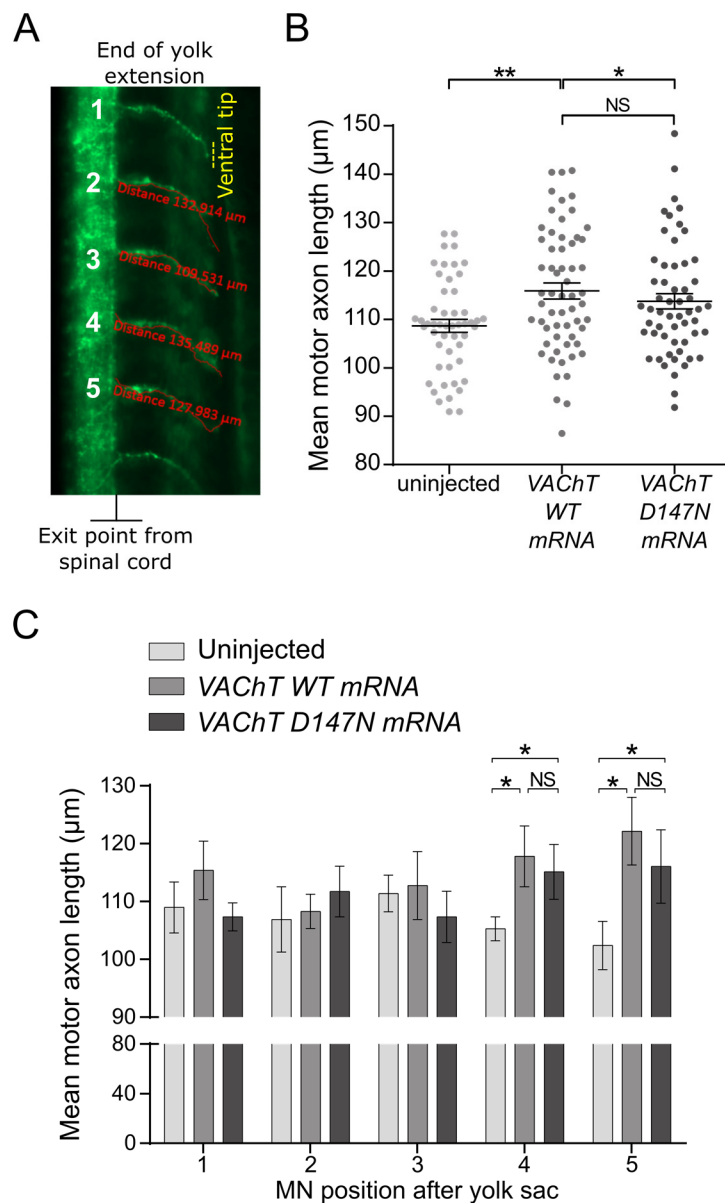 A
End of yolk
extension
1
2
3
4
5
Ventral tip
Distance 132.914 µm
Distance 109.531 µm
Distance 135.489 µm
Distance 127.983 µm
Exit point from
spinal cord
B
** *
NS
Mean motor axon length (µm)
150
140
130
120
110
100
90
80
uninjected
VAChT
WT
mRNA
VAChT
D147N
mRNA
C
Uninjected
VAChT WT mRNA
VAChT D147N mRNA
Mean motor axon length (µm)
130
120
110
100
90
80
40
0
* *
* NS * NS
1 2 3 4 5
MN position after yolk sac